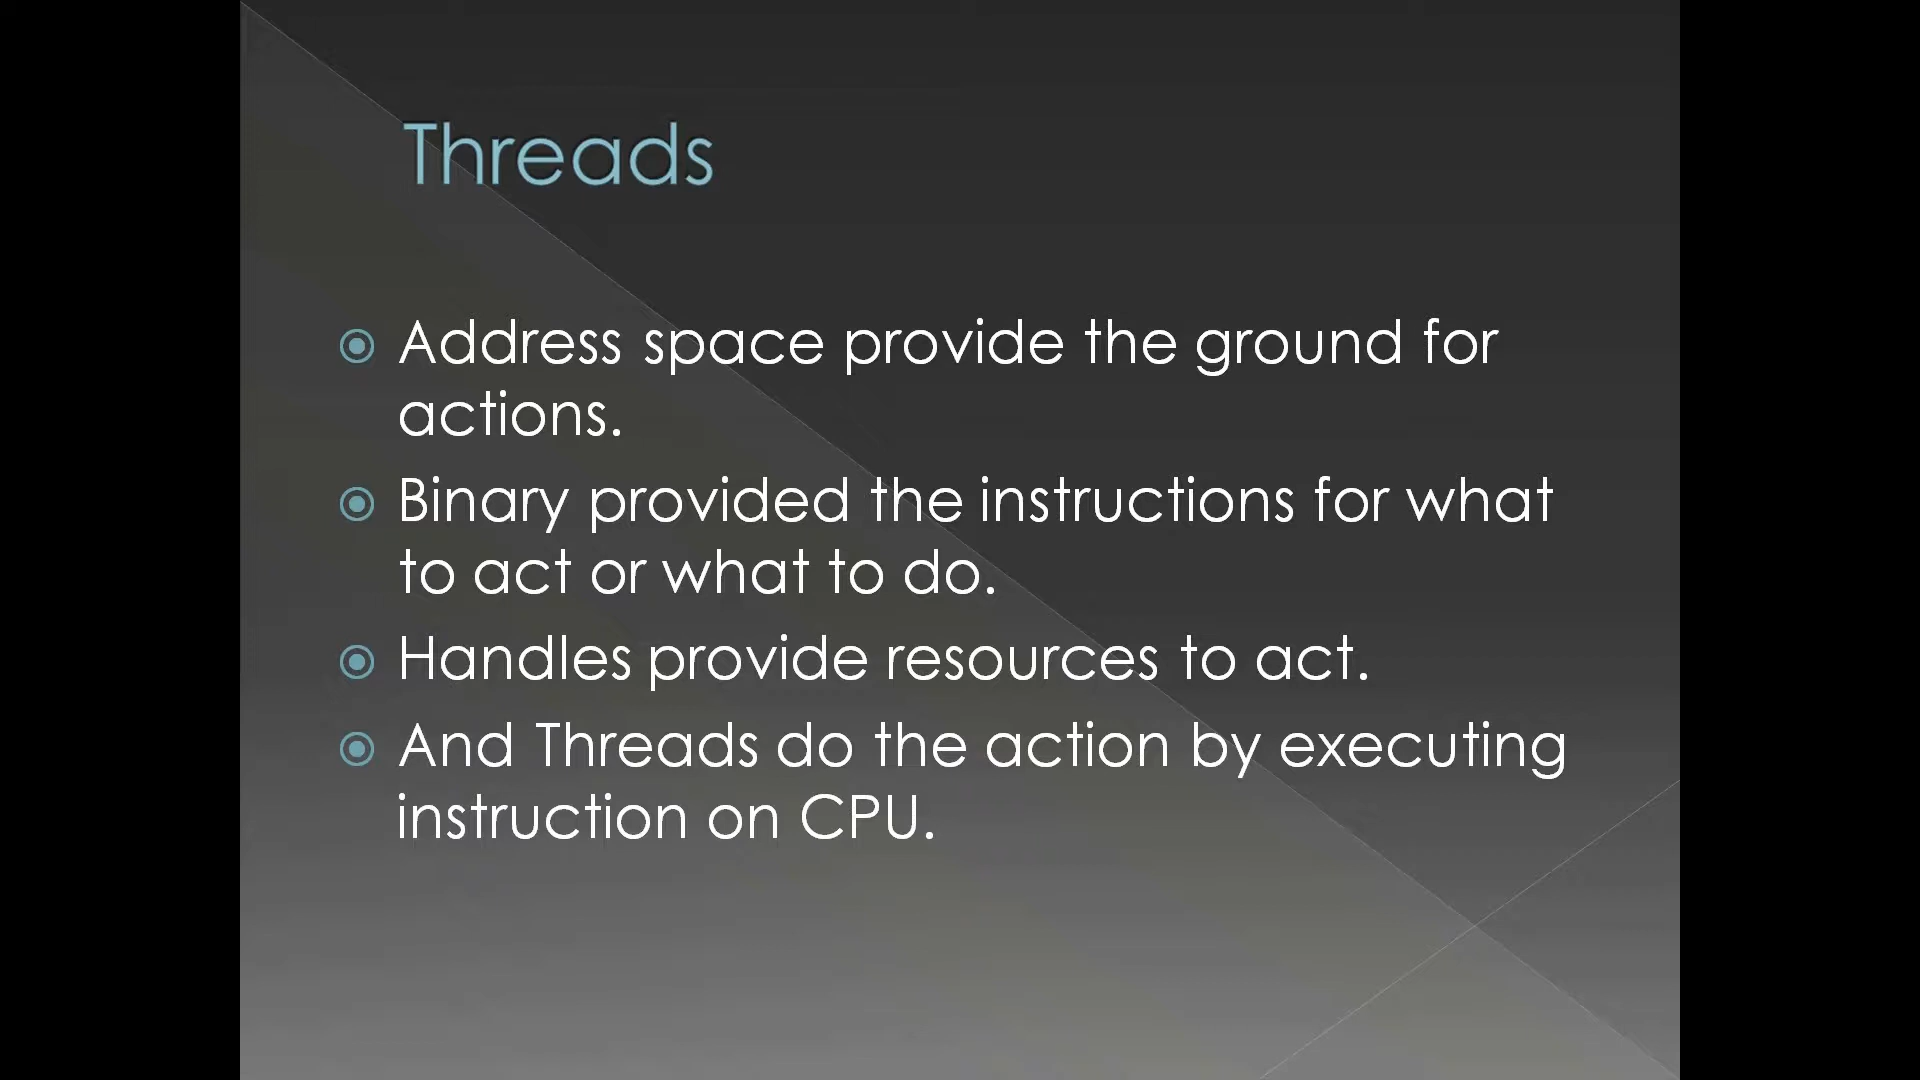 Threads
Address space provide the ground for
actions.
Binary provided the instructions for what
to act or what to do.
Handles provide resources to act.
And Threads do the action by executing
instruction on CPU.